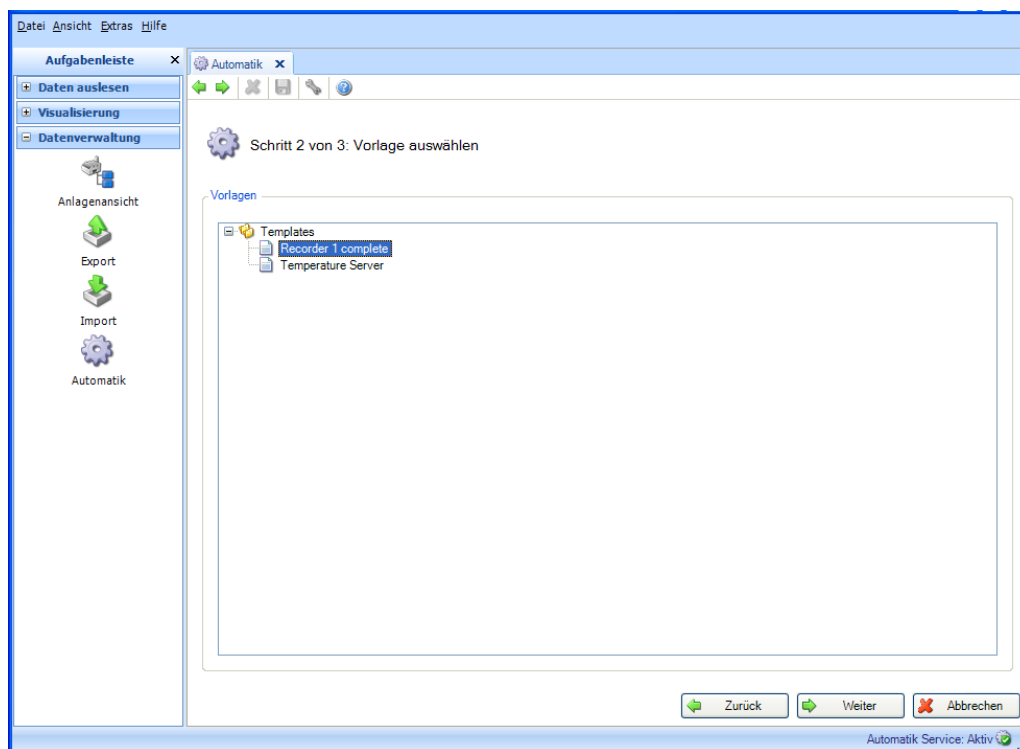 Datei Ansicht Extras Hilfe
Aufgabenleiste
Daten auslesen
Visualisierung
Datenverwaltung
Anlagenansicht
Export
Import
Automatik
Automatik
Schritt 2 von 3: Vorlage auswählen
Vorlagen
Templates
Recorder 1 complete
Temperature Server
Zurück Weiter Abbrechen
Automatik Service: Aktiv